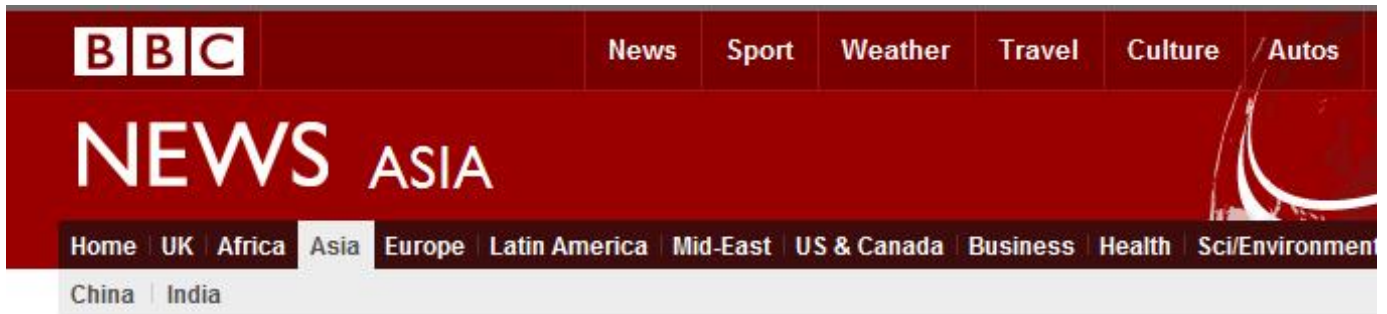 BBC News Sport Weather Travel Culture Autos
NEWS ASIA
Home UK Africa Asia Europe Latin America Mid-East US & Canada Business Health Sci/Environment
China India